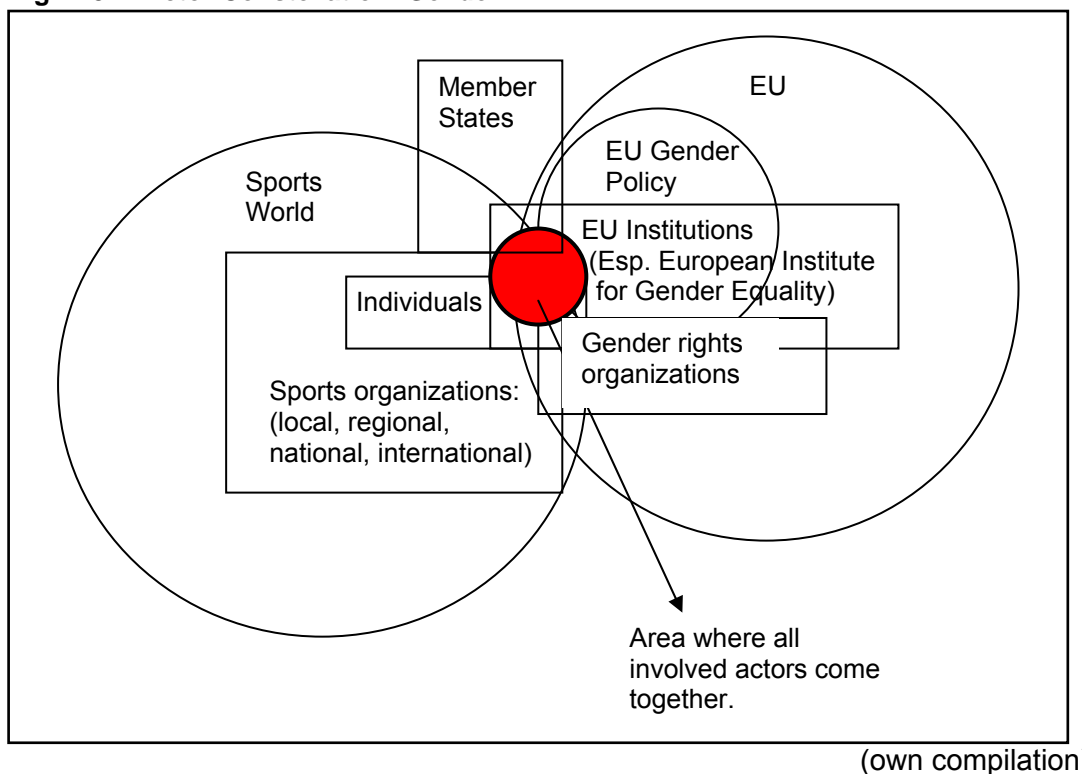 Member
States
EU
EU Gender
Policy
Sports
World
EU Institutions
(Esp. European Institute
for Gender Equality)
Individuals
Gender rights
organizations
Sports organizations:
(local, regional,
national, international)
Area where all
involved actors come
together.
(own compilation